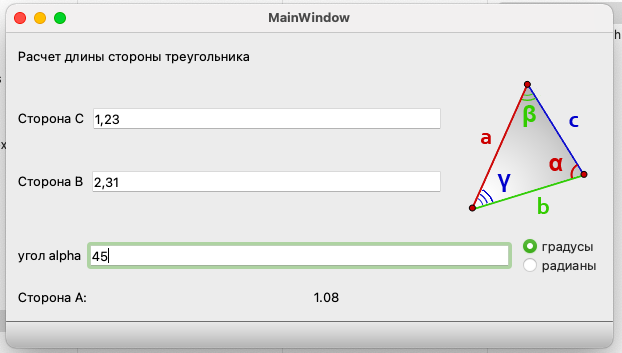 MainWindow
Расчет длины стороны треугольника
Сторона C 1,23
β
c
a
α
Сторона B 2,31
γ
b
угол alpha 45
градусы
радианы
Сторона A: 1.08